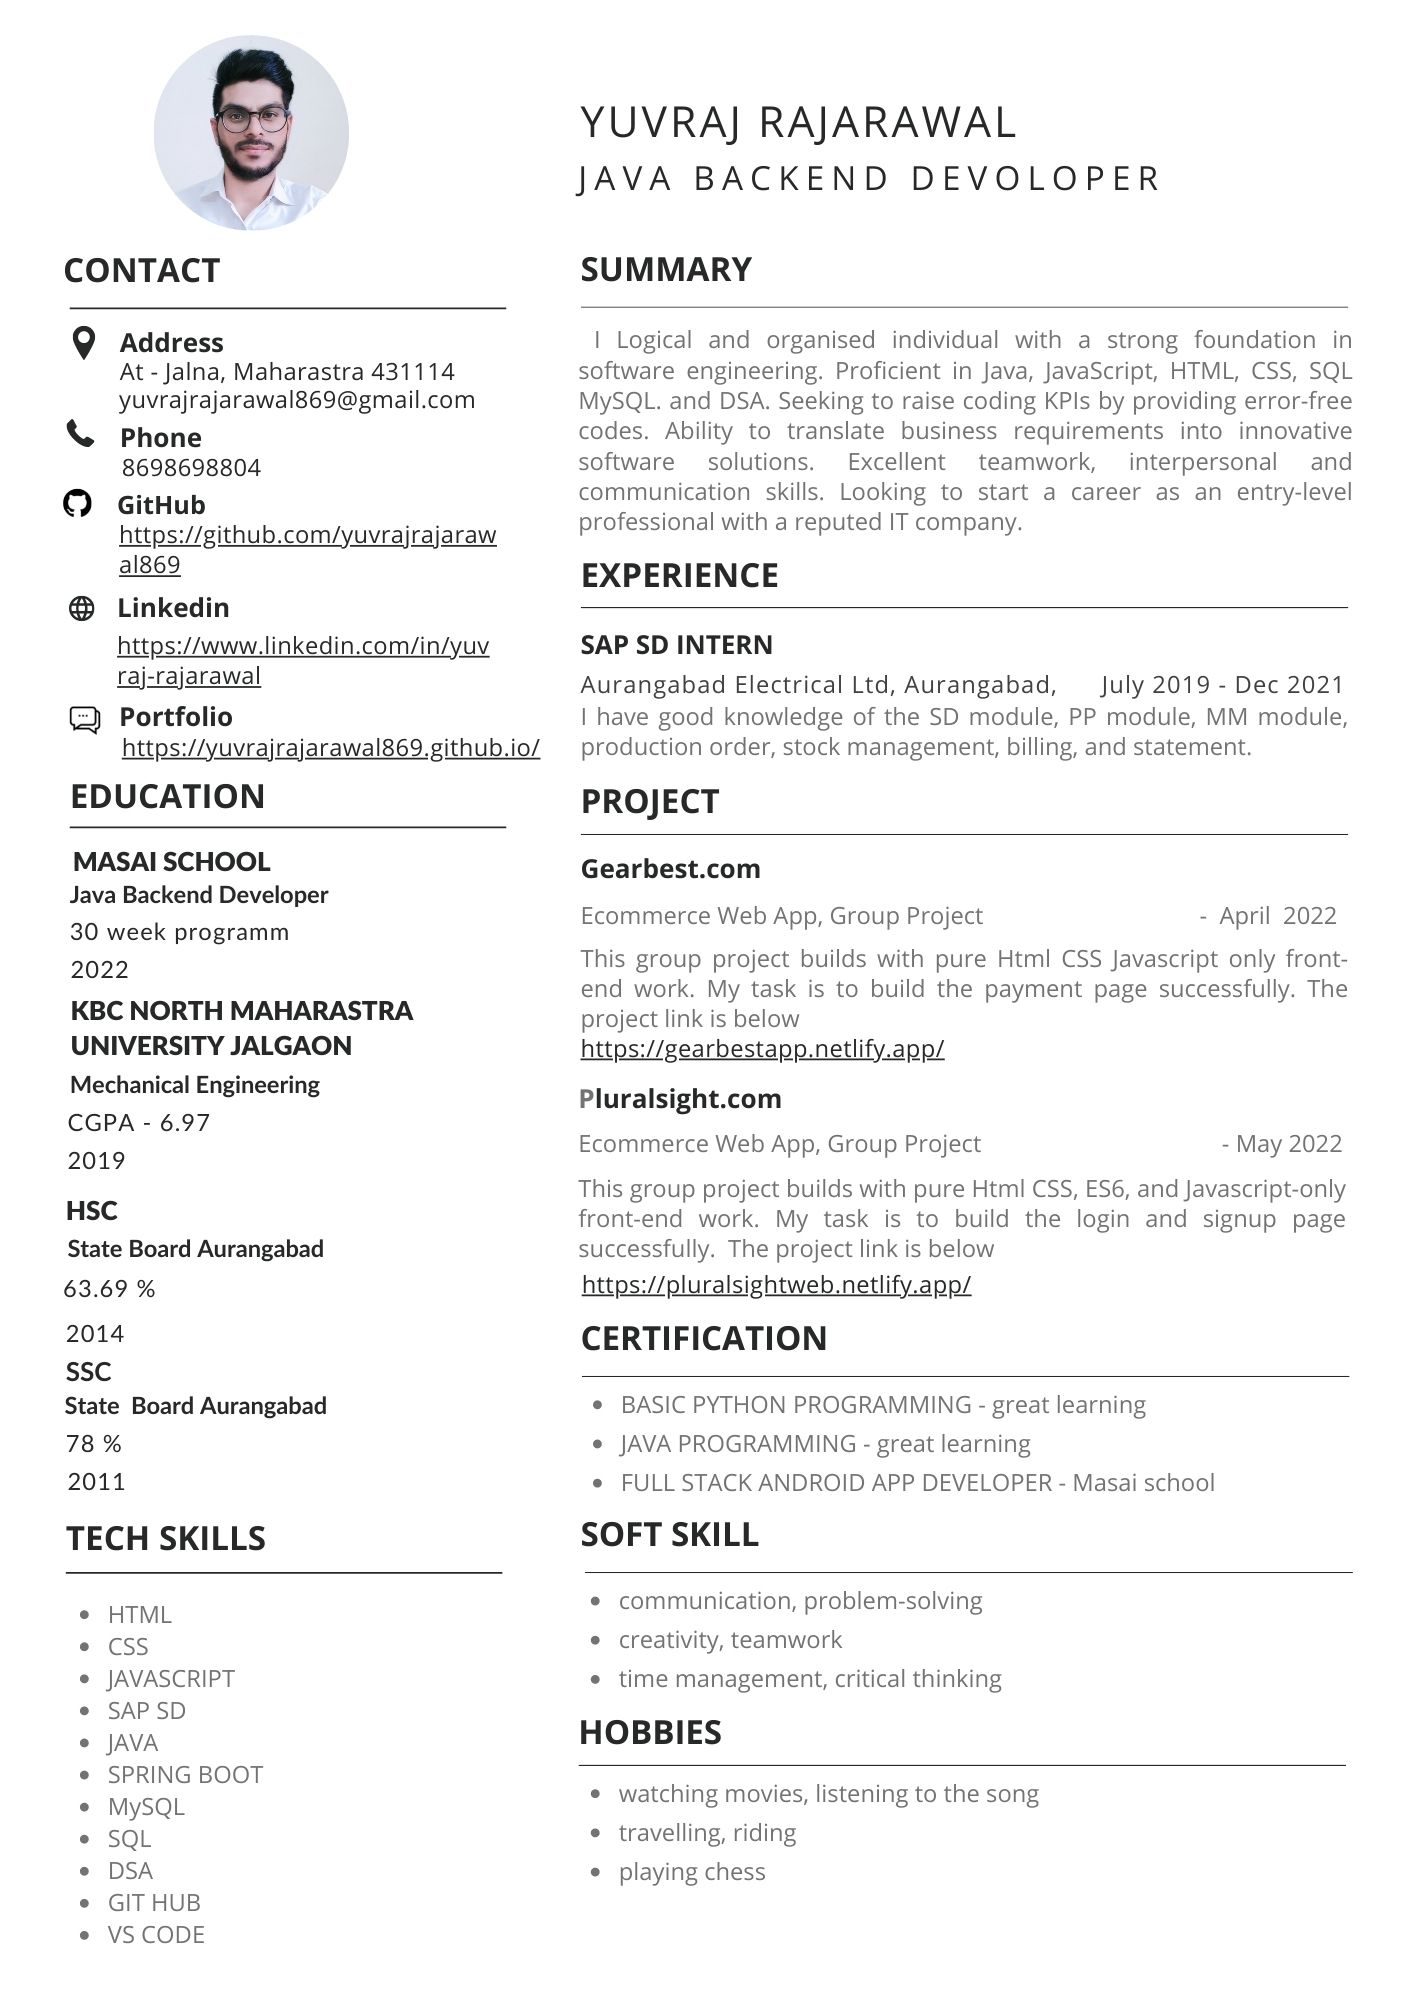 YUVRAJ RAJARAWAL
JAVA BACKEND DEVOLOPER
CONTACT
Address
At - Jalna, Maharastra 431114
yuvrajrajarawal869@gmail.com
Phone
8698698804
GitHub
https://github.com/yuvrajrajaraw
al869
Linkedin
https://www.linkedin.com/in/yuv
raj-rajarawal
Portfolio
https://yuvrajrajarawal869.github.io/
EDUCATION
MASAI SCHOOL
Java Backend Developer
30 week programm
2022
KBC NORTH MAHARASTRA
UNIVERSITY JALGAON
Mechanical Engineering
CGPA - 6.97
2019
HSC
State Board Aurangabad
63.69 %
2014
SSC
State Board Aurangabad
78 %
2011
TECH SKILLS
• HTML
• CSS
• JAVASCRIPT
• SAP SD
• JAVA
• SPRING BOOT
• MySQL
• SQL
• DSA
• GIT HUB
• VS CODE
SUMMARY
I Logical and organised individual with a strong foundation in
software engineering. Proficient in Java, JavaScript, HTML, CSS, SQL
MySQL. and DSA. Seeking to raise coding KPIs by providing error-free
codes. Ability to translate business requirements into innovative
software solutions. Excellent teamwork, interpersonal and
communication skills. Looking to start a career as an entry-level
professional with a reputed IT company.
EXPERIENCE
SAP SD INTERN
Aurangabad Electrical Ltd, Aurangabad, July 2019 - Dec 2021
I have good knowledge of the SD module, PP module, MM module,
production order, stock management, billing, and statement.
PROJECT
Gearbest.com
Ecommerce Web App, Group Project - April 2022
This group project builds with pure Html CSS Javascript only front-
end work. My task is to build the payment page successfully. The
project link is below
https://gearbestapp.netlify.app/
Pluralsight.com
Ecommerce Web App, Group Project - May 2022
This group project builds with pure Html CSS, ES6, and Javascript-only
front-end work. My task is to build the login and signup page
successfully. The project link is below
https://pluralsightweb.netlify.app/
CERTIFICATION
• BASIC PYTHON PROGRAMMING - great learning
• JAVA PROGRAMMING - great learning
• FULL STACK ANDROID APP DEVELOPER - Masai school
SOFT SKILL
• communication, problem-solving
• creativity, teamwork
• time management, critical thinking
HOBBIES
• watching movies, listening to the song
• travelling, riding
• playing chess